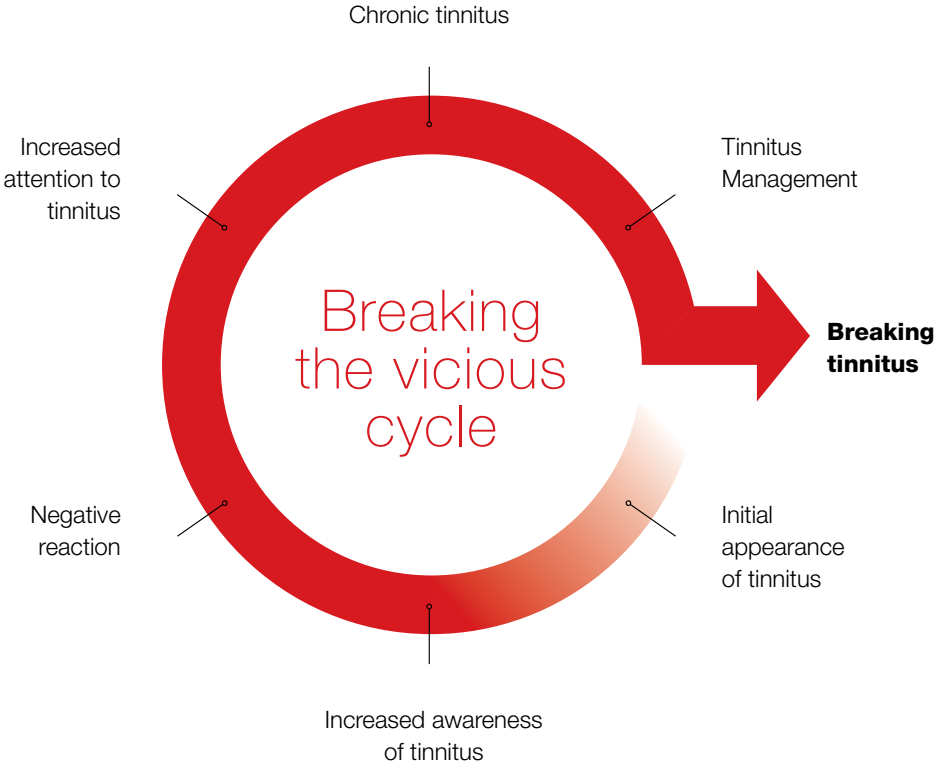 Chronic tinnitus
Increased
attention to
tinnitus
Tinnitus
Management
Breaking
the vicious
cycle
Breaking
tinnitus
Negative
reaction
Initial
appearance
of tinnitus
Increased awareness
of tinnitus